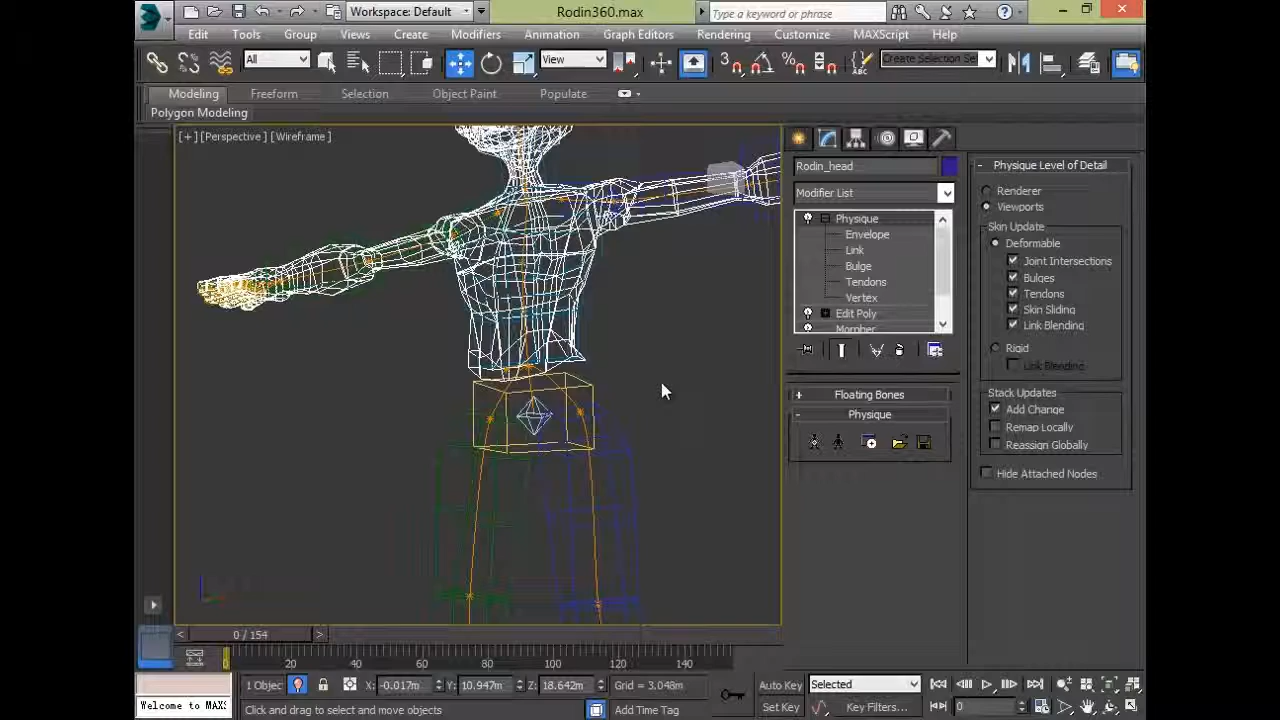 Workspace: Default
Rodin360.max
Type a keyword or phrase
Edit Tools Group Views Create Modifiers Animation Graph Editors Rendering Customize MAXScript Help
All View Create Selection Se
Modeling Freeform Selection Object Paint Populate
Polygon Modeling
[+] [Perspective] [Wireframe]
Rodin_head
Modifier List
Physique
Envelope
Link
Bulge
Tendons
Vertex
Edit Poly
Morpher
+ Floating Bones
- Physique
- Physique Level of Detail
Renderer
Viewports
Skin Update
Deformable
Joint Intersections
Bulges
Tendons
Skin Sliding
Link Blending
Rigid
Link Blending
Stack Updates
Add Change
Remap Locally
Reassign Globally
Hide Attached Nodes
< 0 / 154 >
0 20 40 60 80 100 120 140
1 Objec X: -0.017m Y: 10.947m Z: 18.642m Grid = 3.048m Auto Key Selected
Welcome to MAX: Click and drag to select and move objects Add Time Tag Set Key Key Filters... 0